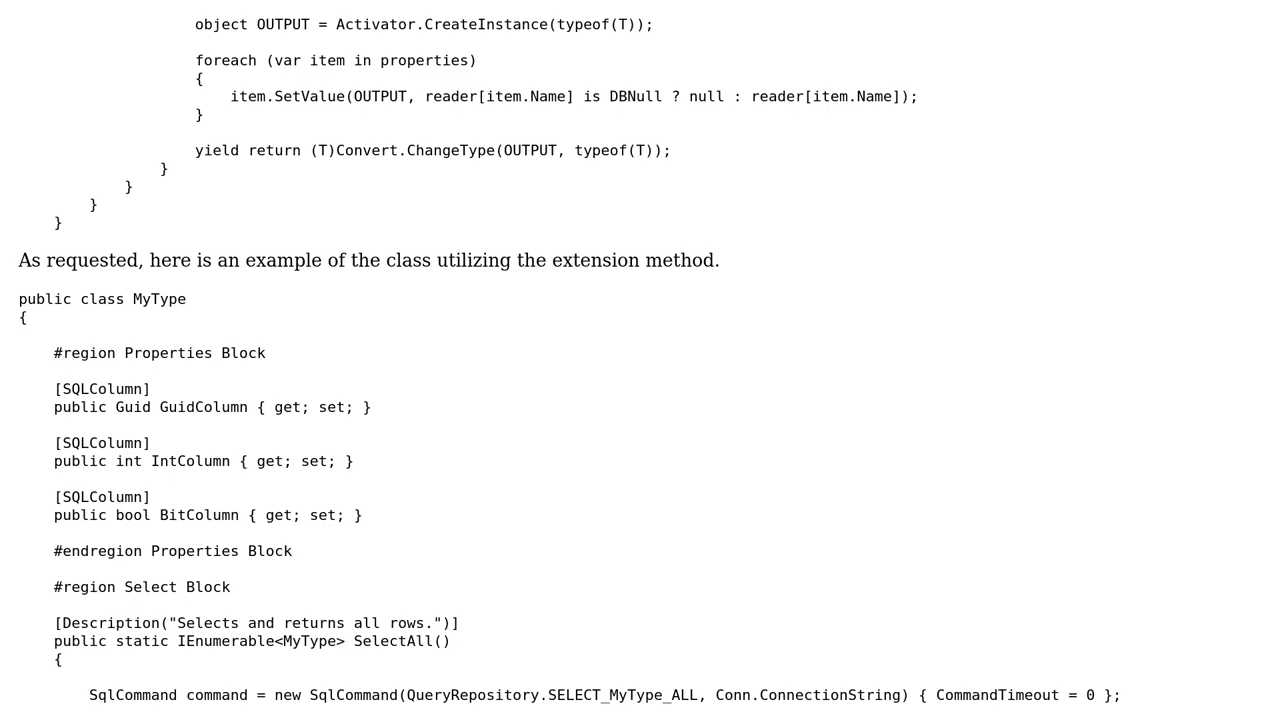 object OUTPUT = Activator.CreateInstance(typeof(T));
foreach (var item in properties)
{
item.SetValue(OUTPUT, reader[item.Name] is DBNull ? null : reader[item.Name]);
}
yield return (T)Convert.ChangeType(OUTPUT, typeof(T));
}
}
}
}
As requested, here is an example of the class utilizing the extension method.
public class MyType
{
#region Properties Block
[SQLColumn]
public Guid GuidColumn { get; set; }
[SQLColumn]
public int IntColumn { get; set; }
[SQLColumn]
public bool BitColumn { get; set; }
#endregion Properties Block
#region Select Block
[Description("Selects and returns all rows.")]
public static IEnumerable<MyType> SelectAll()
{
SqlCommand command = new SqlCommand(QueryRepository.SELECT_MyType_ALL, Conn.ConnectionString) { CommandTimeout = 0 };